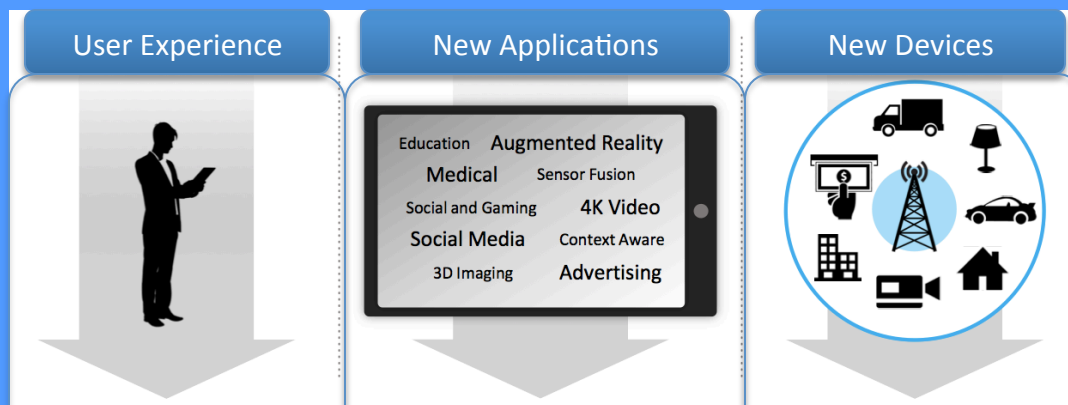 User Experience
New Applications
New Devices
Education Augmented Reality
Medical Sensor Fusion
Social and Gaming 4K Video
Social Media Context Aware
3D Imaging Advertising
$